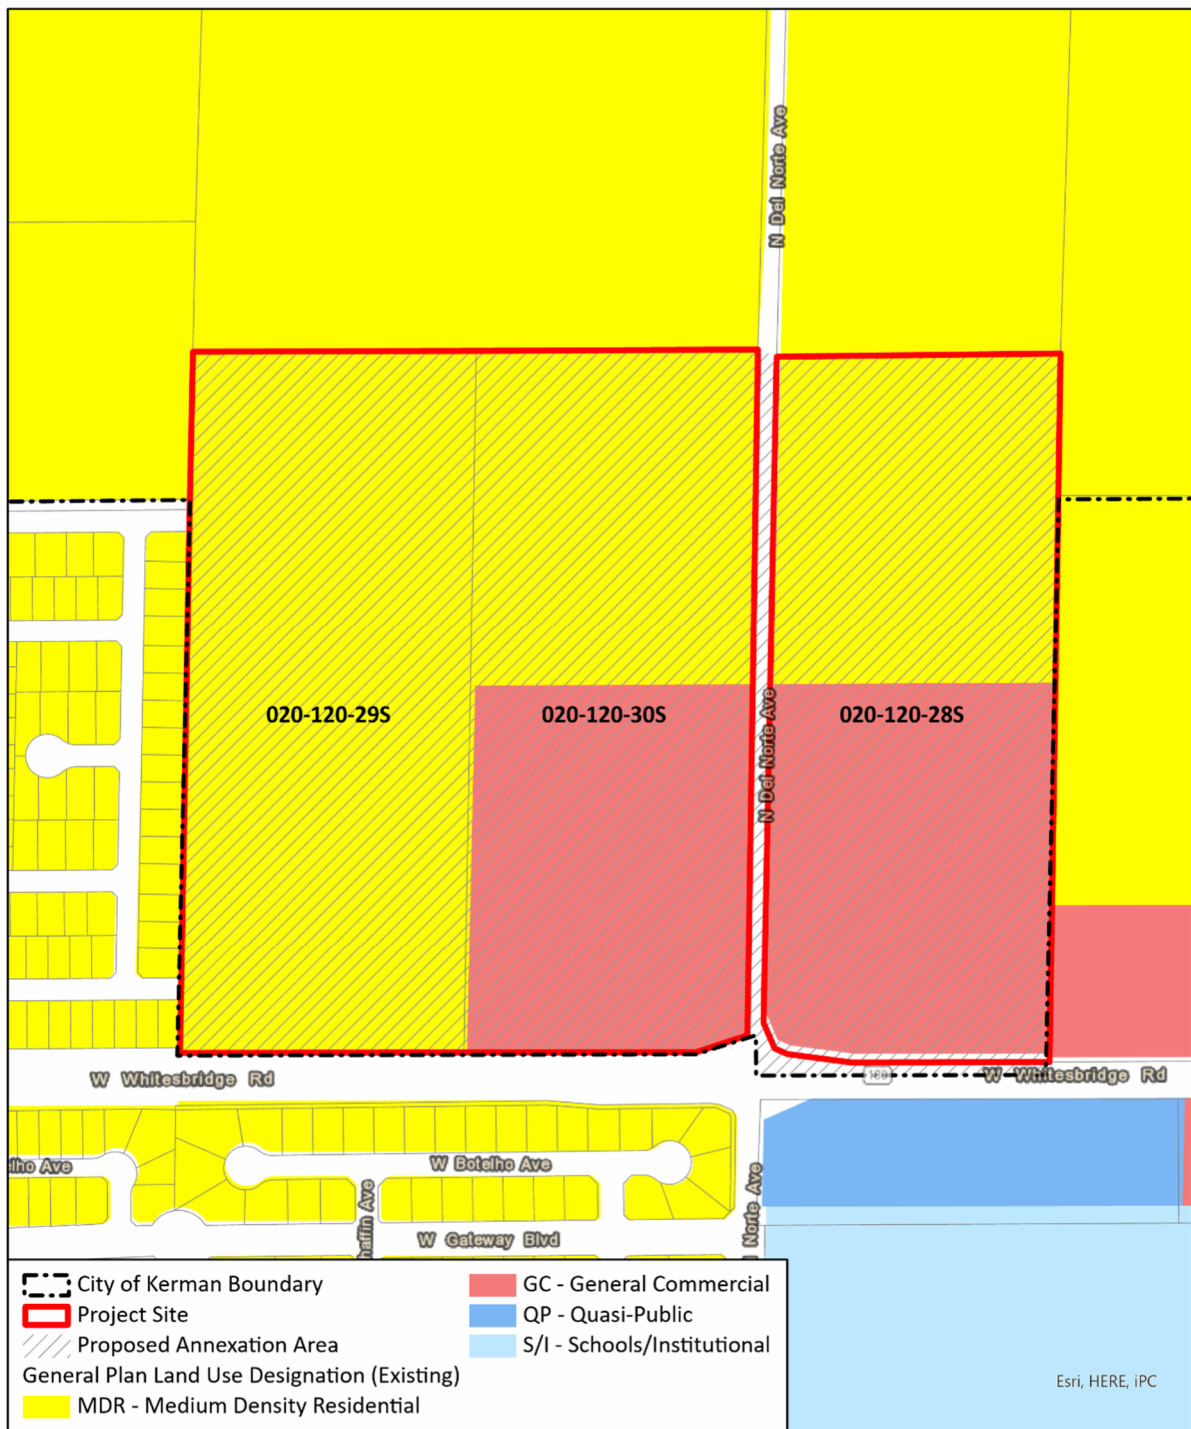 N Del Norte Ave
020-120-29S
020-120-30S
020-120-28S
N Del Norte Ave
W Whitesbridge Rd
180
W Whitesbridge Rd
elho Ave
W Botelho Ave
haffin Ave
Norte Ave
W Gateway Blvd
City of Kerman Boundary
Project Site
Proposed Annexation Area
General Plan Land Use Designation (Existing)
MDR - Medium Density Residential
GC - General Commercial
QP - Quasi-Public
S/I - Schools/Institutional
Esri, HERE, iPC